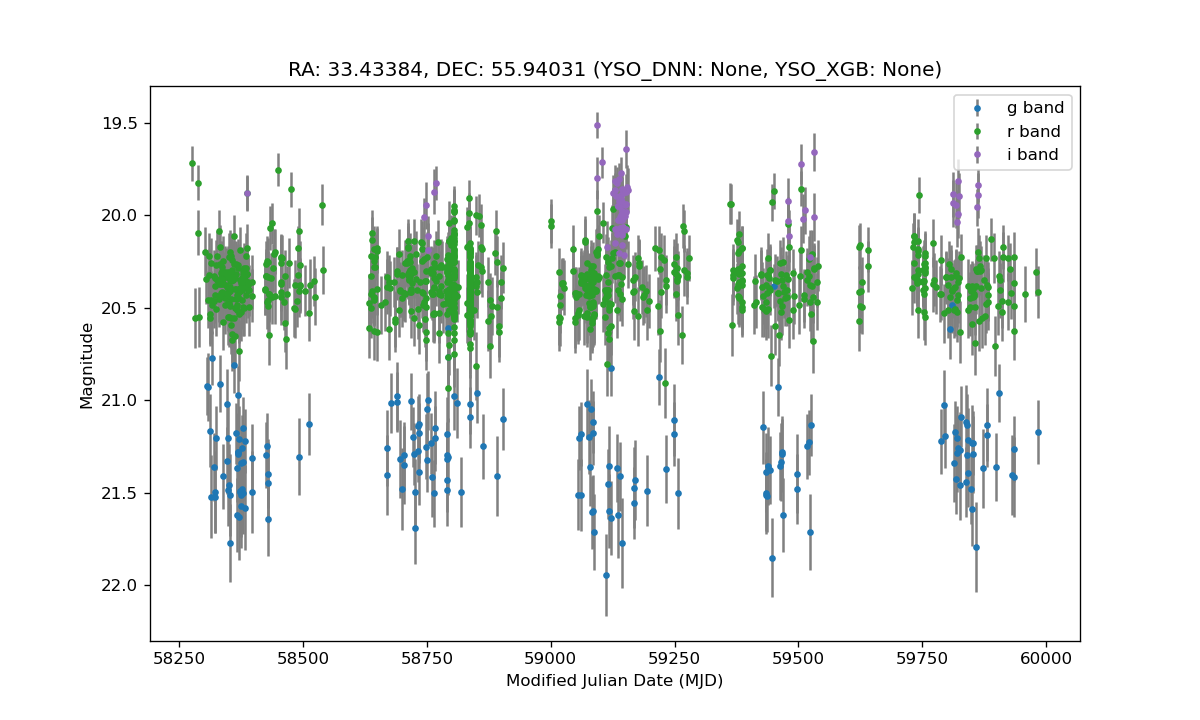 RA: 33.43384, DEC: 55.94031 (YSO_DNN: None, YSO_XGB: None)
g band
r band
i band
19.5
20.0
20.5
21.0
21.5
22.0
Magnitude
58250 58500 58750 59000 59250 59500 59750 60000
Modified Julian Date (MJD)